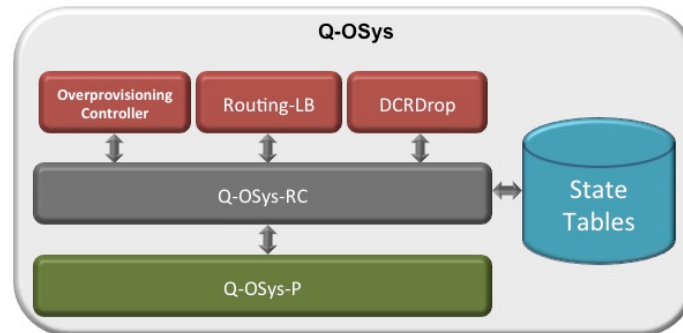 Q-OSys
Overprovisioning
Controller
Routing-LB
DCRDrop
Q-OSys-RC
State
Tables
Q-OSys-P